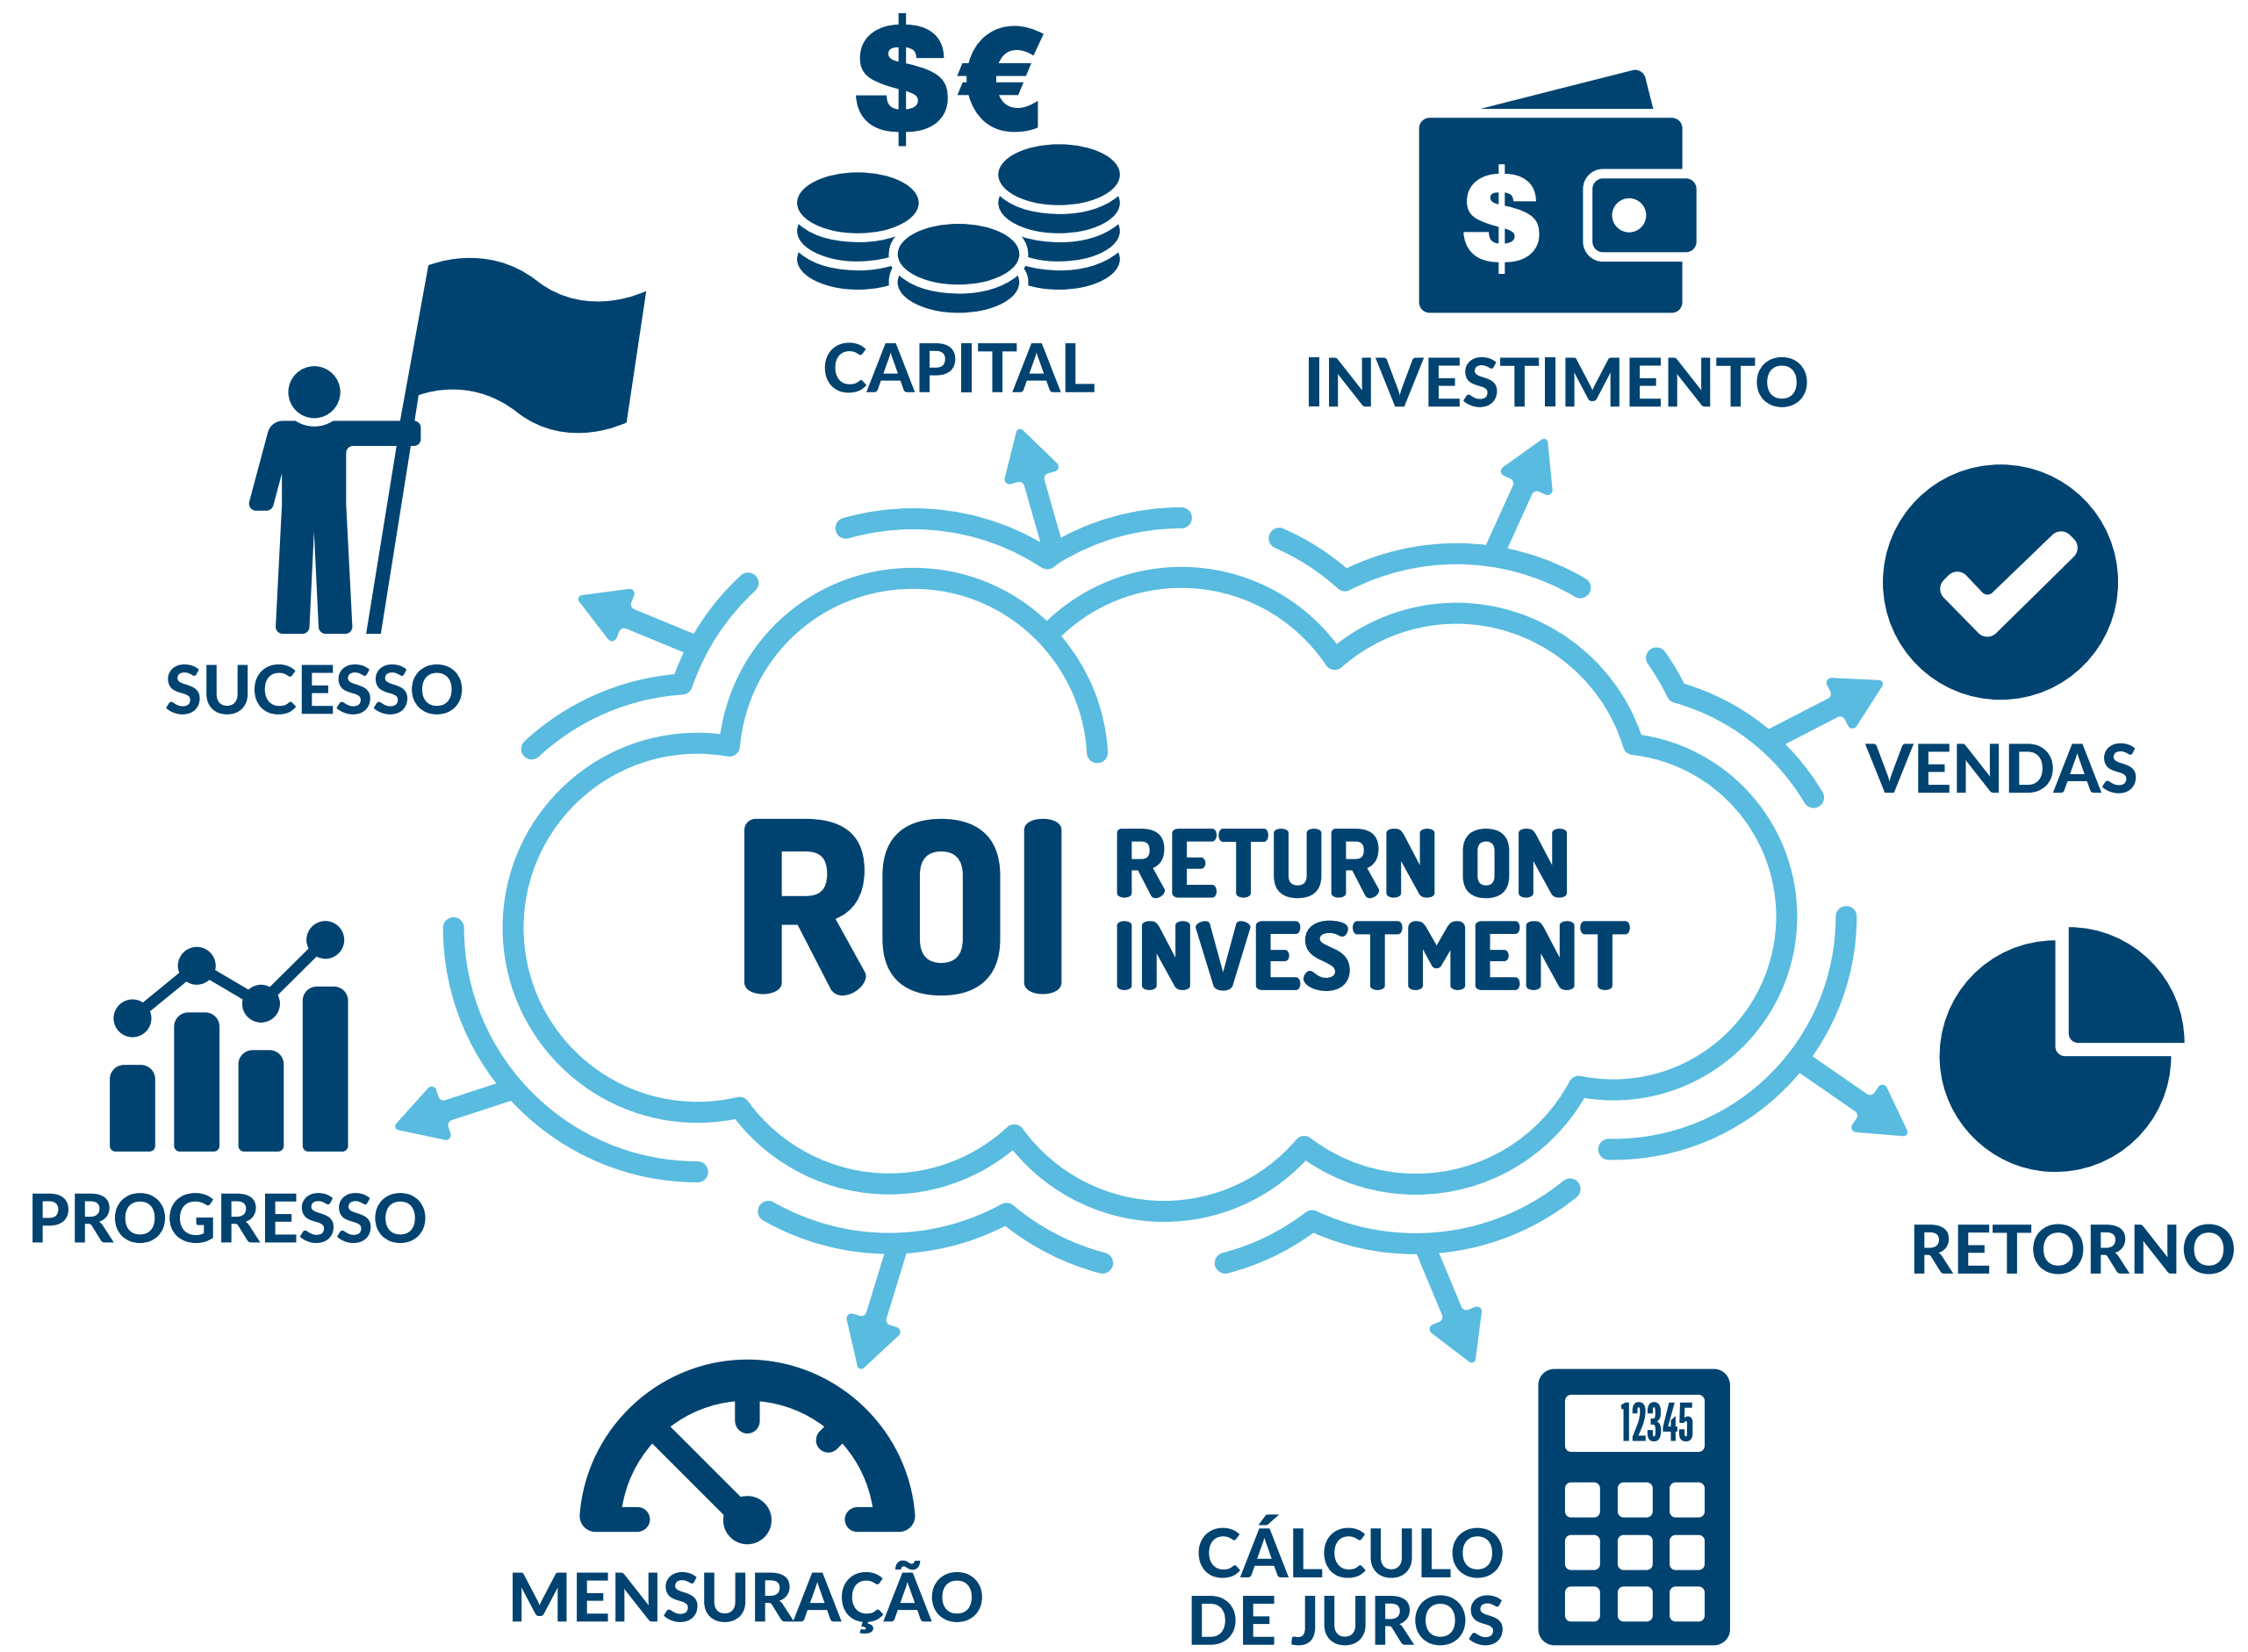 $€
CAPITAL
$
INVESTIMENTO
SUCESSO
VENDAS
ROI
RETURN ON
INVESTMENT
PROGRESSO
RETORNO
MENSURAÇÃO
12345
CÁLCULO
DE JUROS